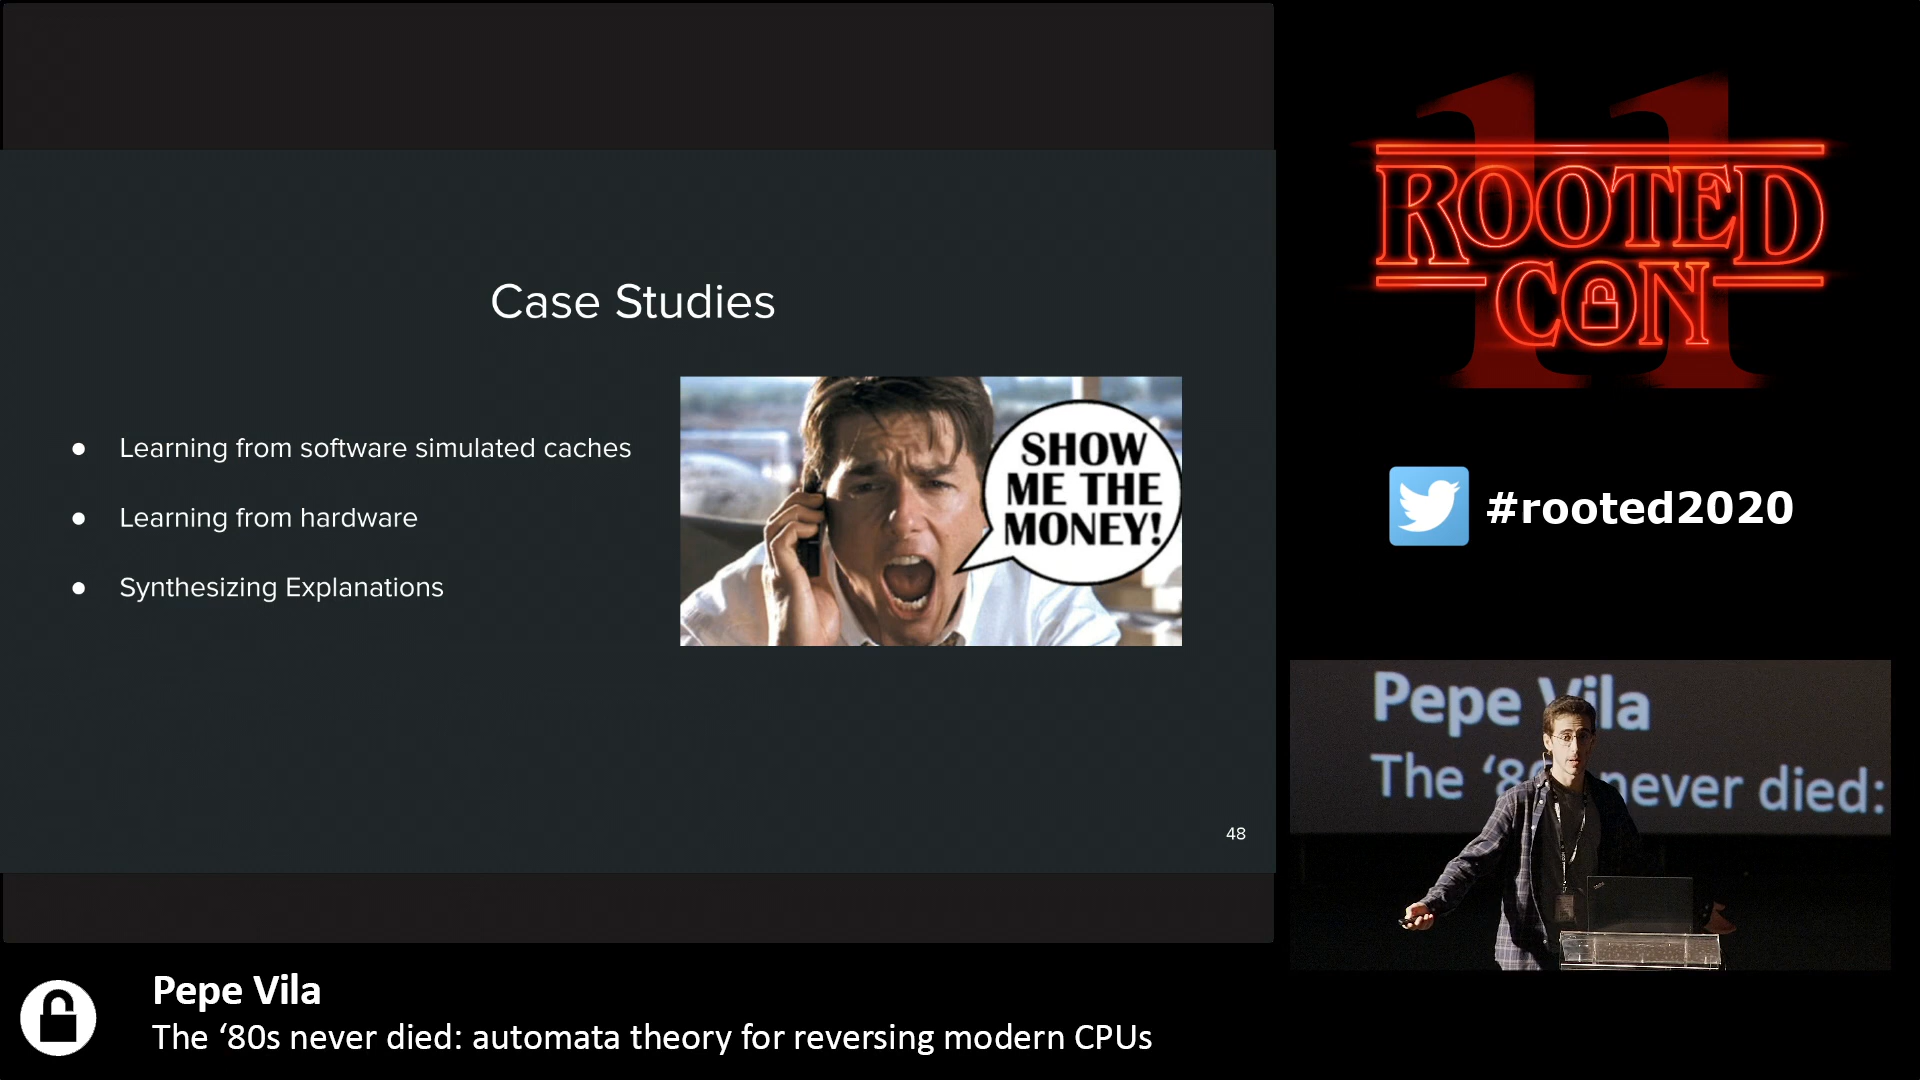 Case Studies
● Learning from software simulated caches
● Learning from hardware
● Synthesizing Explanations
SHOW
ME THE
MONEY!
48
11
ROOTED
CON
#rooted2020
Pepe Vila
The ‘80s never died:
Pepe Vila
The ‘80s never died: automata theory for reversing modern CPUs